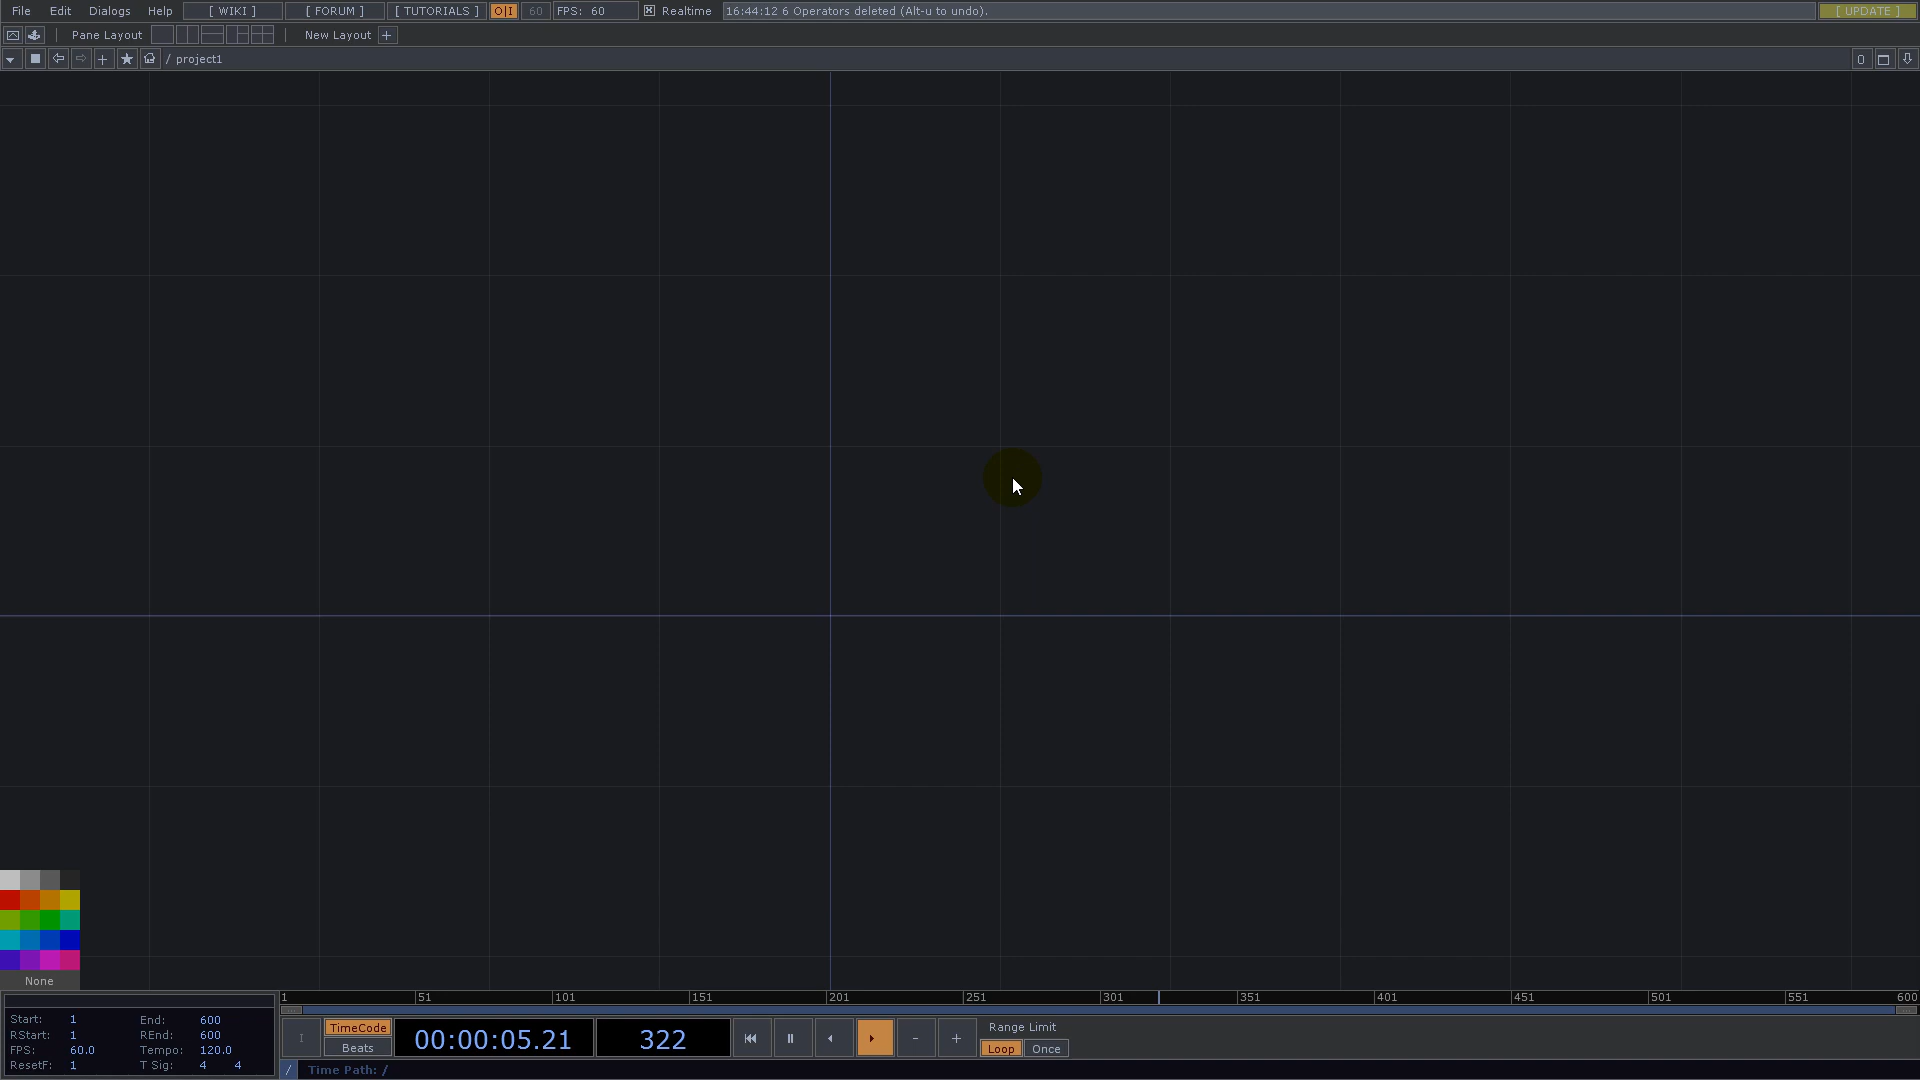 File Edit Dialogs Help [ WIKI ] [ FORUM ] [ TUTORIALS ] O|I 60 FPS: 60 Realtime 16:44:12 6 Operators deleted (Alt-u to undo). [ UPDATE ]
Pane Layout New Layout +
/ project1 0
None
1 51 101 151 201 251 301 351 401 451 501 551 600
Start: 1 End: 600
RStart: 1 REnd: 600
FPS: 60.0 Tempo: 120.0
ResetF: 1 T Sig: 4 4
I TimeCode 00:00:05.21 322 - + Range Limit
Beats Loop Once
/ Time Path: /